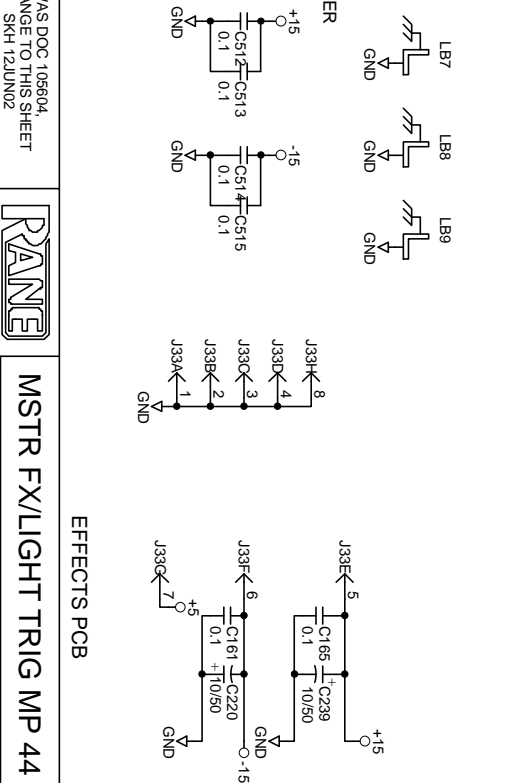 LB7
GND
LB8
GND
LB9
GND
ER
+15
C512
0.1
C513
0.1
GND
-15
C514
0.1
C515
0.1
GND
J33H 8
J33D 4
J33C 3
J33B 2
J33A 1
GND
J33E 5
+15
C165
0.1
+
C239
10/50
GND
J33F 6
-15
C161
0.1
C220
+
10/50
GND
J33G 7
+5
EFFECTS PCB
AS DOC 105604,
ANGE TO THIS SHEET
SKH 12JUN02
RANE
MSTR FX/LIGHT TRIG MP 44